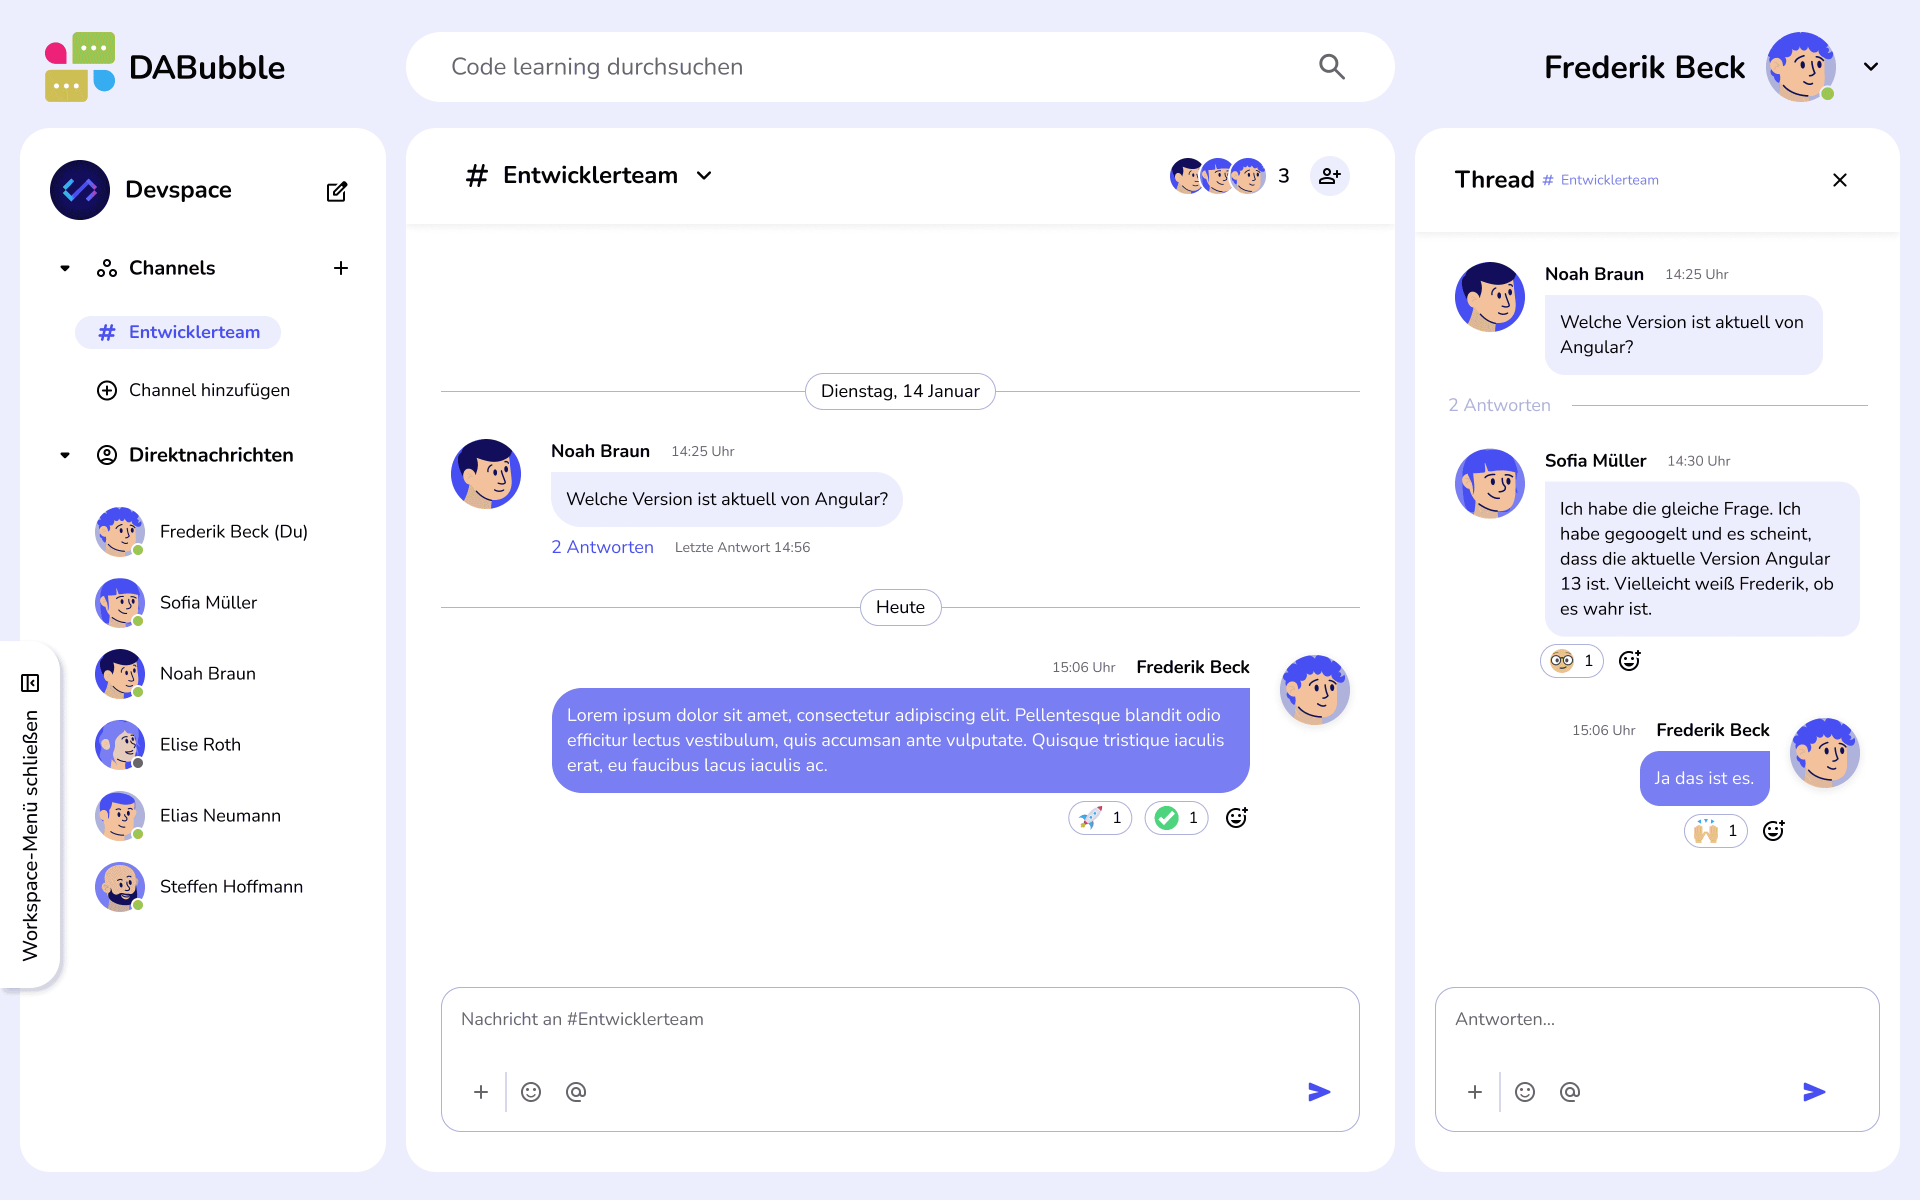 DABubble
Code learning durchsuchen
Frederik Beck
Devspace
Channels
# Entwicklerteam
Channel hinzufügen
Direktnachrichten
Frederik Beck (Du)
Sofia Müller
Noah Braun
Elise Roth
Elias Neumann
Steffen Hoffmann
Workspace-Menü schließen
# Entwicklerteam
3
Dienstag, 14 Januar
Noah Braun 14:25 Uhr
Welche Version ist aktuell von Angular?
2 Antworten Letzte Antwort 14:56
Heute
15:06 Uhr Frederik Beck
Lorem ipsum dolor sit amet, consectetur adipiscing elit. Pellentesque blandit odio
efficitur lectus vestibulum, quis accumsan ante vulputate. Quisque tristique iaculis
erat, eu faucibus lacus iaculis ac.
1 1
Nachricht an #Entwicklerteam
@
Thread # Entwicklerteam
Noah Braun 14:25 Uhr
Welche Version ist aktuell von
Angular?
2 Antworten
Sofia Müller 14:30 Uhr
Ich habe die gleiche Frage. Ich
habe gegoogelt und es scheint,
dass die aktuelle Version Angular
13 ist. Vielleicht weiß Frederik, ob
es wahr ist.
1
15:06 Uhr Frederik Beck
Ja das ist es.
1
Antworten...
@